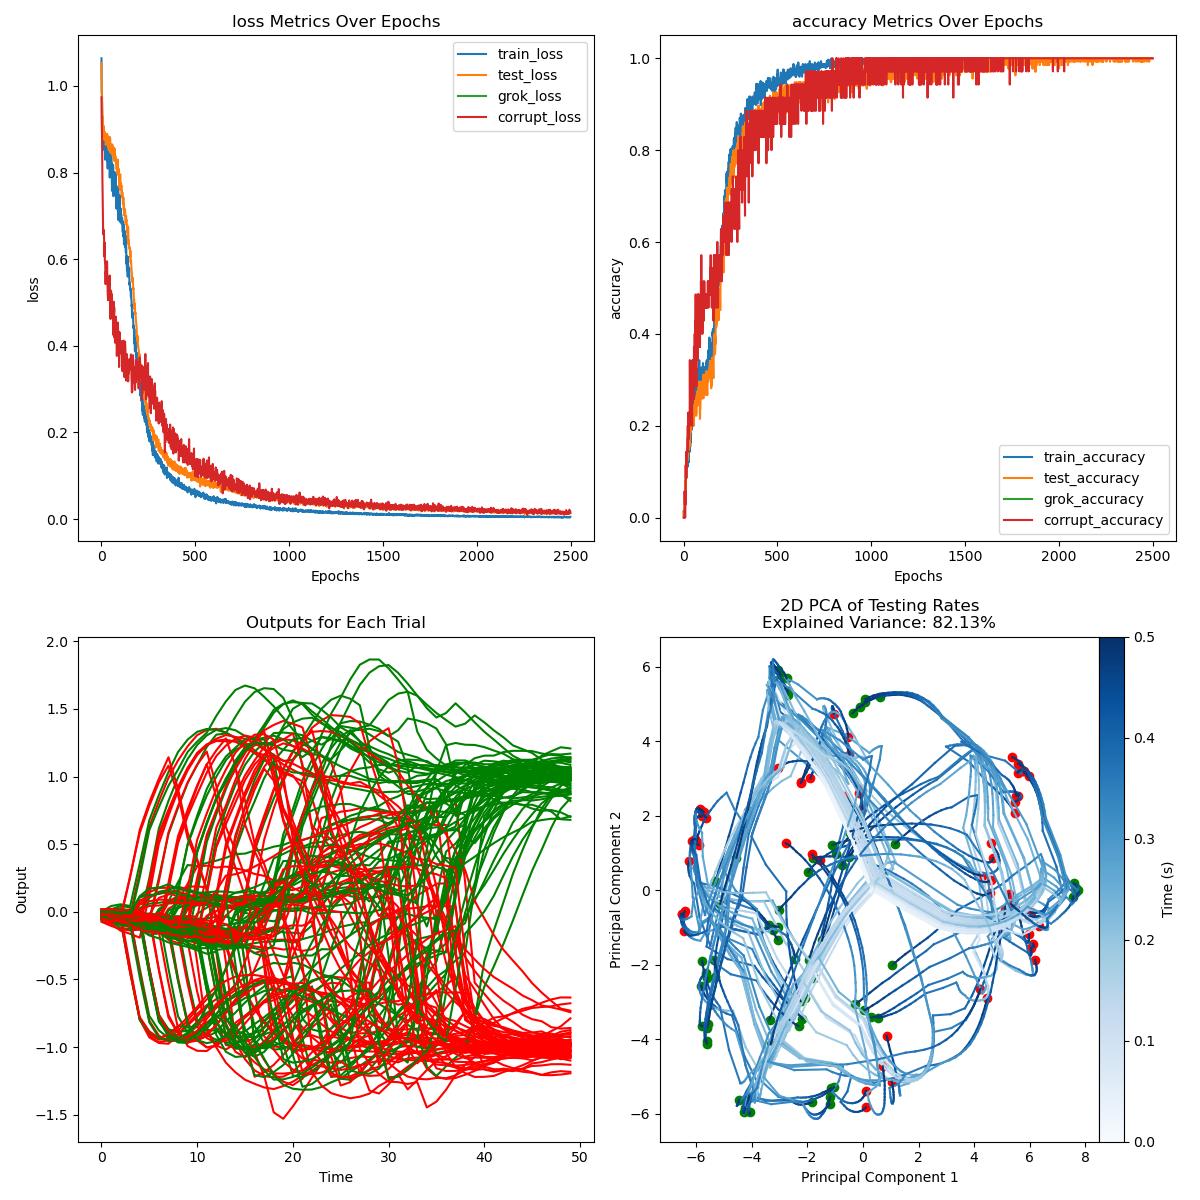 loss Metrics Over Epochs
1.0
0.8
0.6
0.4
0.2
0.0
loss
train_loss
test_loss
grok_loss
corrupt_loss
0
500
1000
1500
2000
2500
Epochs
accuracy Metrics Over Epochs
1.0
0.8
0.6
0.4
0.2
0.0
accuracy
train_accuracy
test_accuracy
grok_accuracy
corrupt_accuracy
0
500
1000
1500
2000
2500
Epochs
Outputs for Each Trial
2.0
1.5
1.0
0.5
0.0
−0.5
−1.0
−1.5
Output
0
10
20
30
40
50
Time
2D PCA of Testing Rates
Explained Variance: 82.13%
6
4
2
0
−2
−4
−6
Principal Component 2
−6
−4
−2
0
2
4
6
8
Principal Component 1
0.5
0.4
0.3
0.2
0.1
0.0
Time (s)